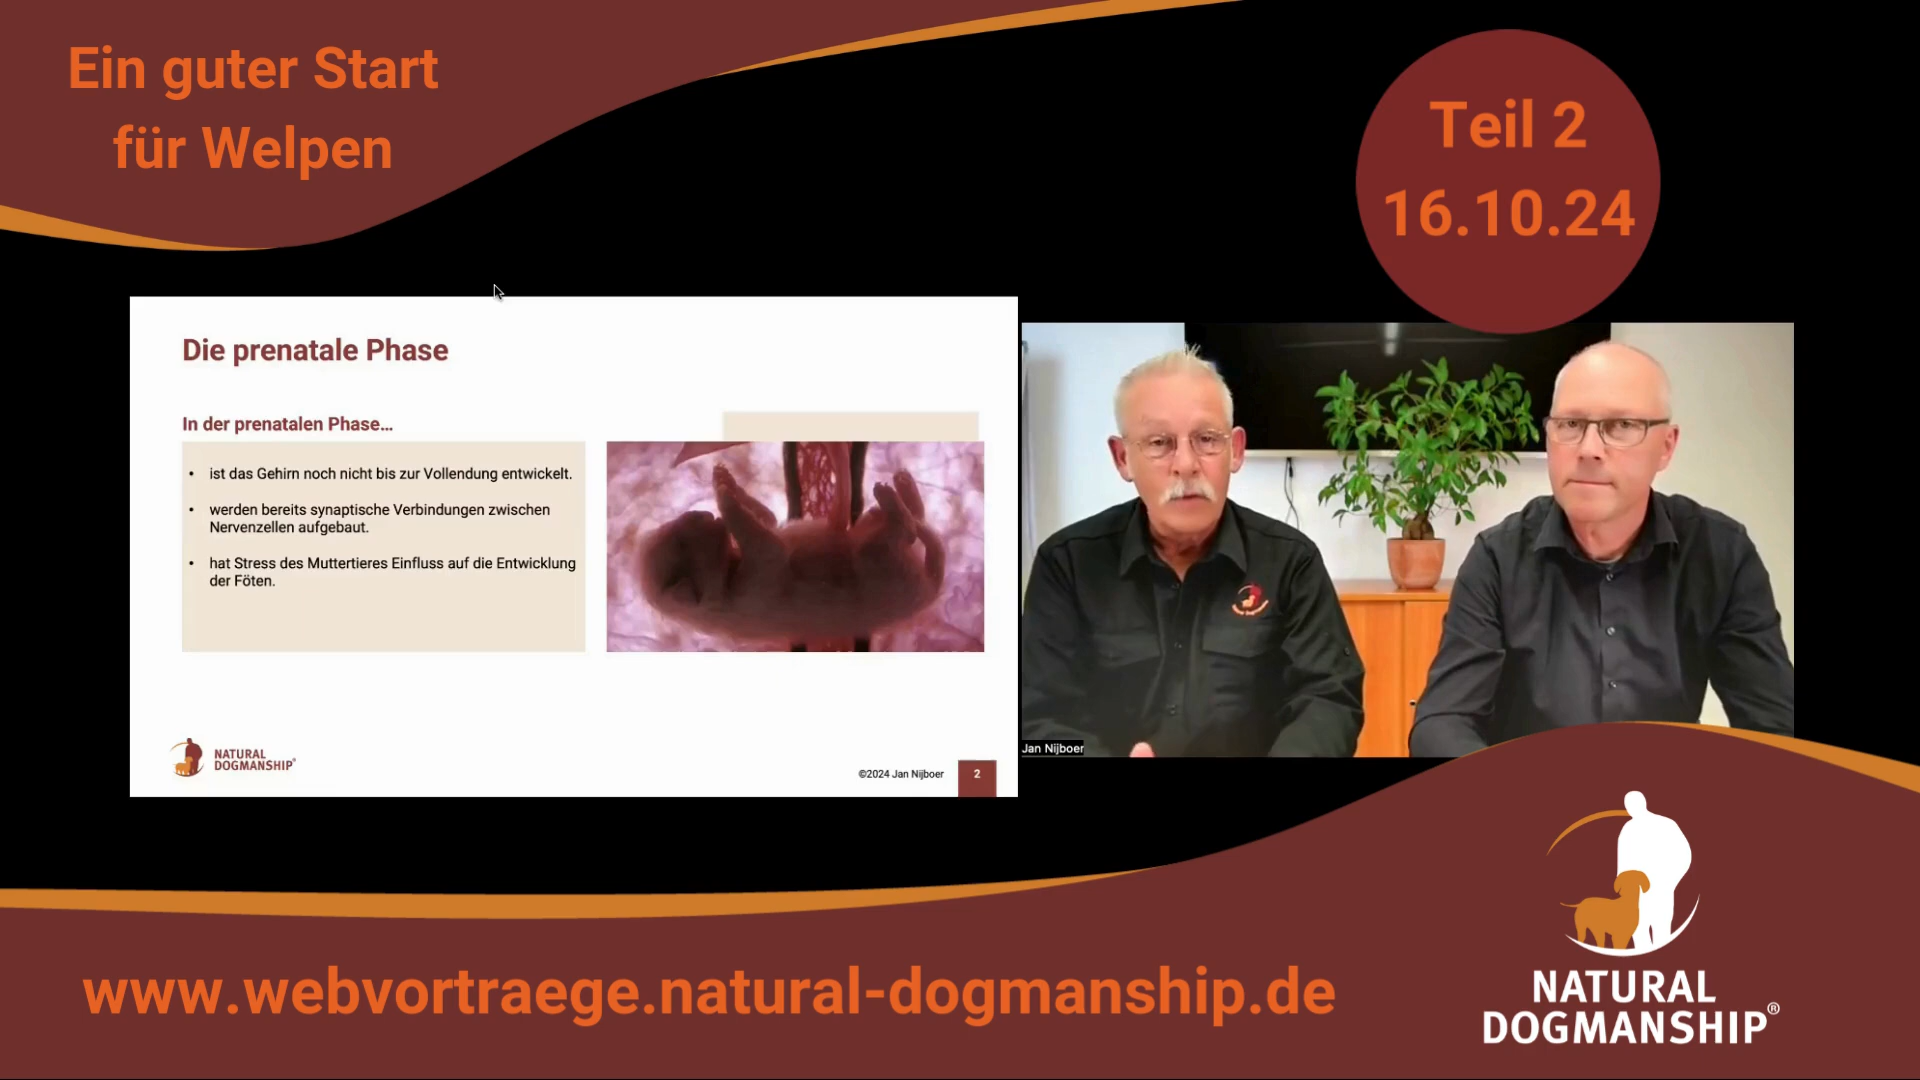 Ein guter Start
für Welpen
Teil 2
16.10.24
Die prenatale Phase
In der prenatalen Phase...
• ist das Gehirn noch nicht bis zur Vollendung entwickelt.
• werden bereits synaptische Verbindungen zwischen
Nervenzellen aufgebaut.
• hat Stress des Muttertieres Einfluss auf die Entwicklung
der Föten.
NATURAL
DOGMANSHIP®
©2024 Jan Nijboer
2
Jan Nijboer
www.webvortraege.natural-dogmanship.de
NATURAL
DOGMANSHIP®